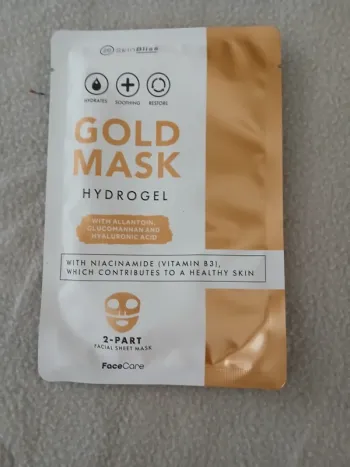 SkinBliss
HYDRATES SOOTHING RESTORE
GOLD
MASK
HYDROGEL
WITH ALLANTOIN,
GLUCOMANNAN AND
HYALURONIC ACID
WITH NIACINAMIDE (VITAMIN B3),
WHICH CONTRIBUTES TO A HEALTHY SKIN
2-PART
FACIAL SHEET MASK
FaceCare